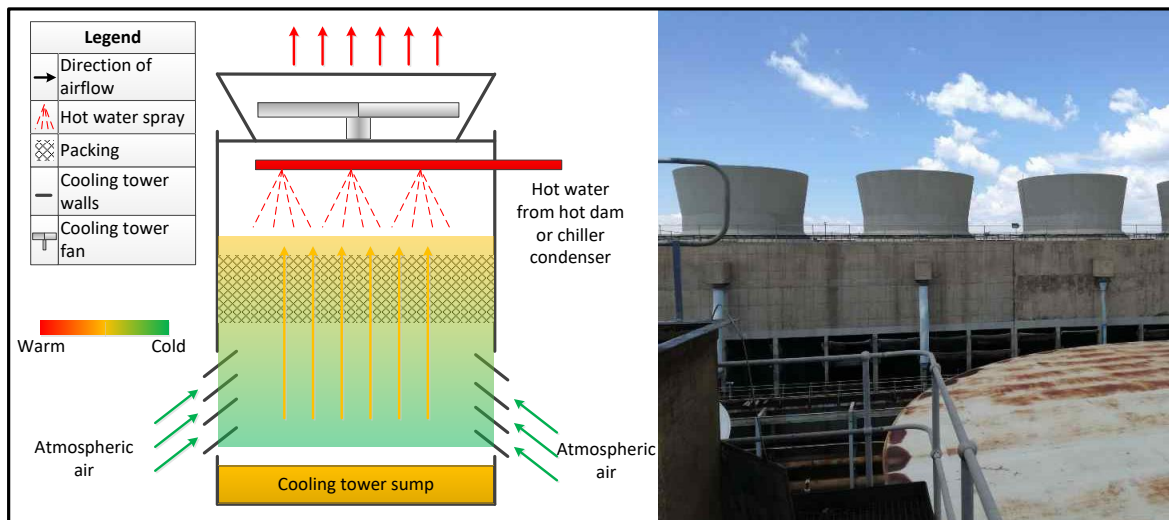 Legend
Direction of
airflow
Hot water spray
Packing
Cooling tower
walls
Cooling tower
fan
Warm
Cold
Hot water
from hot dam
or chiller
condenser
Atmospheric
air
Atmospheric
air
Cooling tower sump